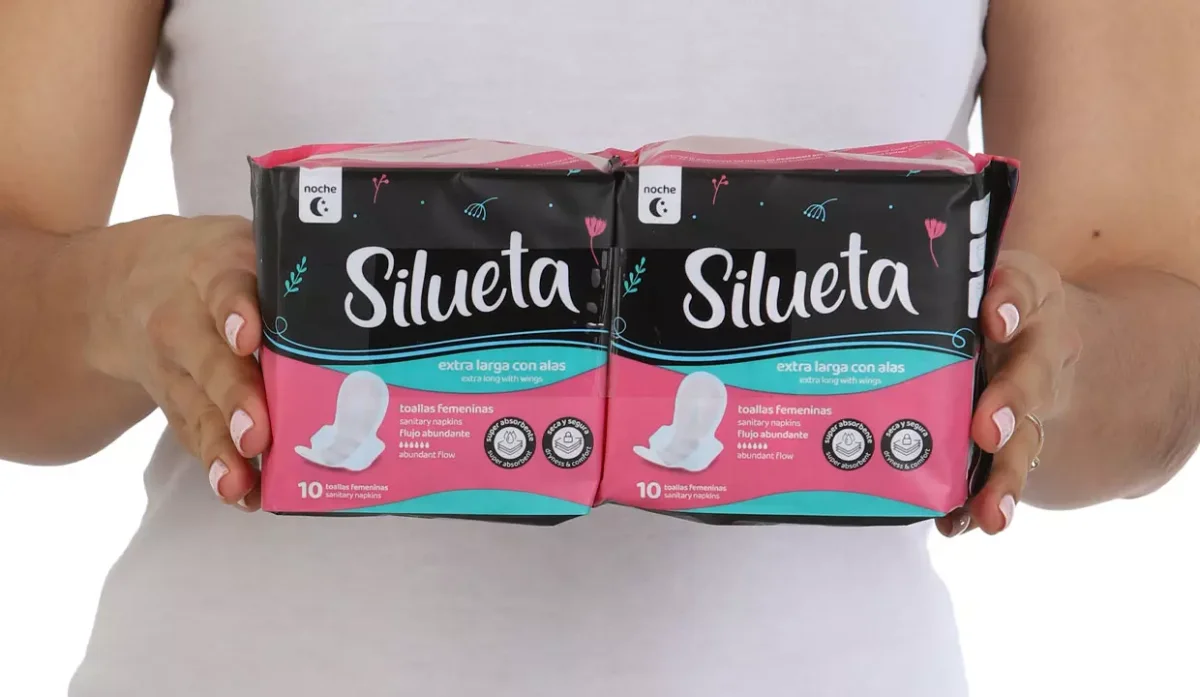 noche
Silueta
extra larga con alas
extra long with wings
toallas femeninas
sanitary napkins
flujo abundante
abundant flow
super absorbente
super absorbent
seca y segura
dryness & comfort
10 toallas femeninas
sanitary napkins
noche
Silueta
extra larga con alas
extra long with wings
toallas femeninas
sanitary napkins
flujo abundante
abundant flow
super absorbente
super absorbent
seca y segura
dryness & comfort
10 toallas femeninas
sanitary napkins